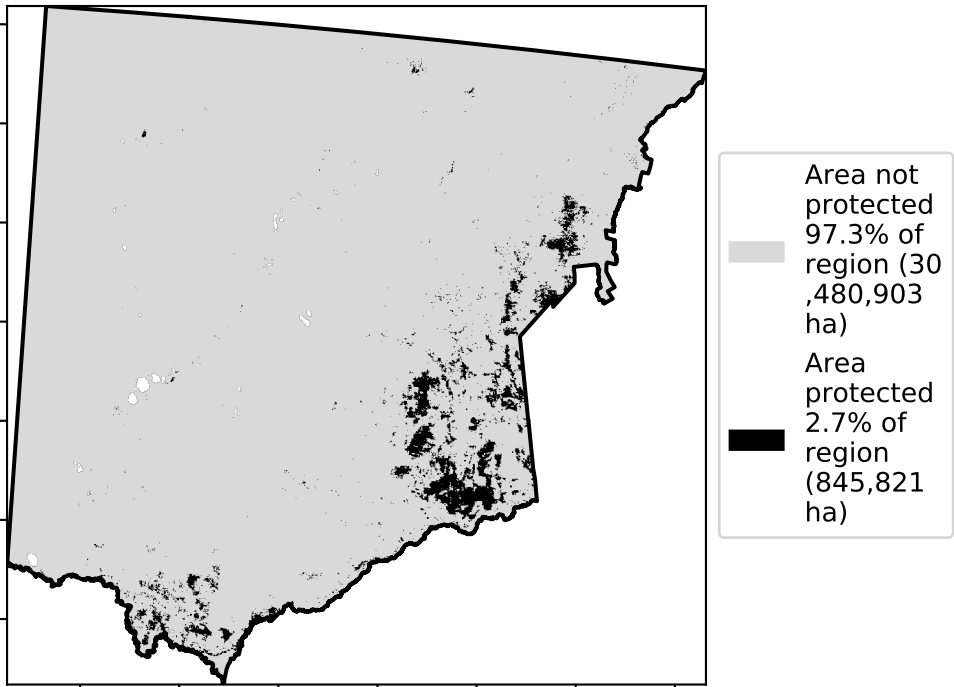 Area not
protected
97.3% of
region (30
,480,903
ha)
Area
protected
2.7% of
region
(845,821
ha)